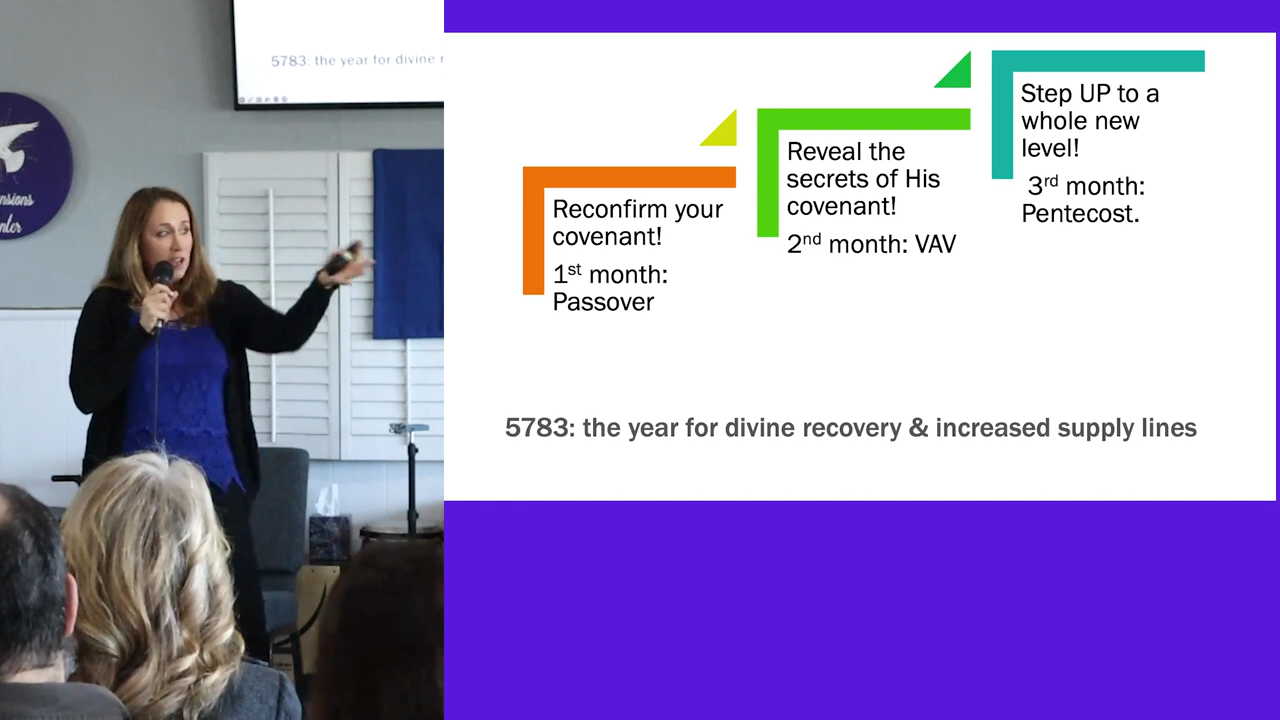 5783: the year for divine
nsions
Reconfirm your
covenant!
1st month:
Passover
Reveal the
secrets of His
covenant!
2nd month: VAV
Step UP to a
whole new
level!
3rd month:
Pentecost.
5783: the year for divine recovery & increased supply lines